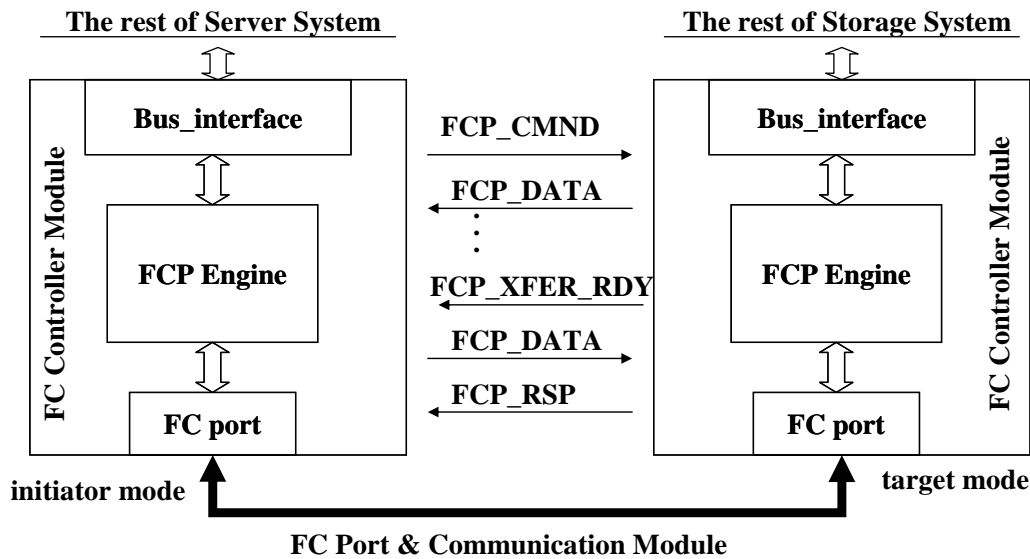 The rest of Server System
The rest of Storage System
Bus_interface
Bus_interface
FC Controller Module
FC Controller Module
FCP_CMND
FCP_DATA
FCP Engine
FCP Engine
FCP_XFER_RDY
FCP_DATA
FCP_RSP
FC port
FC port
initiator mode
target mode
FC Port & Communication Module